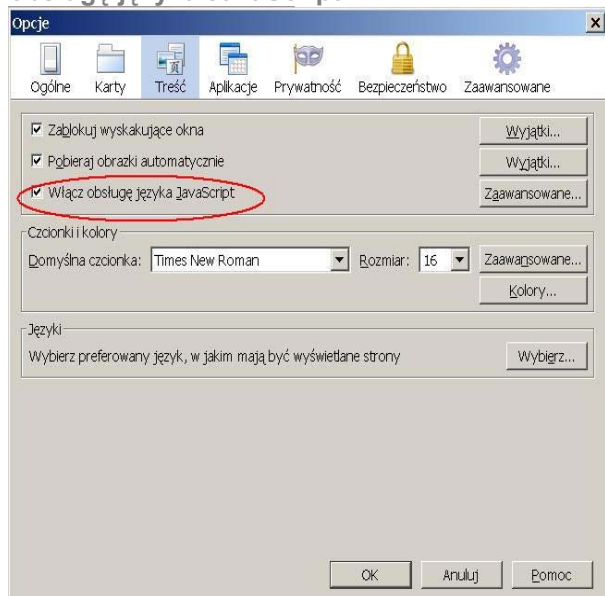 Opcje
Ogólne Karty Treść Aplikacje Prywatność Bezpieczeństwo Zaawansowane
Zablokuj wyskakujące okna Wyjątki...
Pobieraj obrazki automatycznie Wyjątki...
Włącz obsługę języka JavaScript Zaawansowane...
Czcionki i kolory
Domyślna czcionka: Times New Roman Rozmiar: 16 Zaawansowane...
Kolory...
Języki
Wybierz preferowany język, w jakim mają być wyświetlane strony Wybierz...
OK Anuluj Pomoc